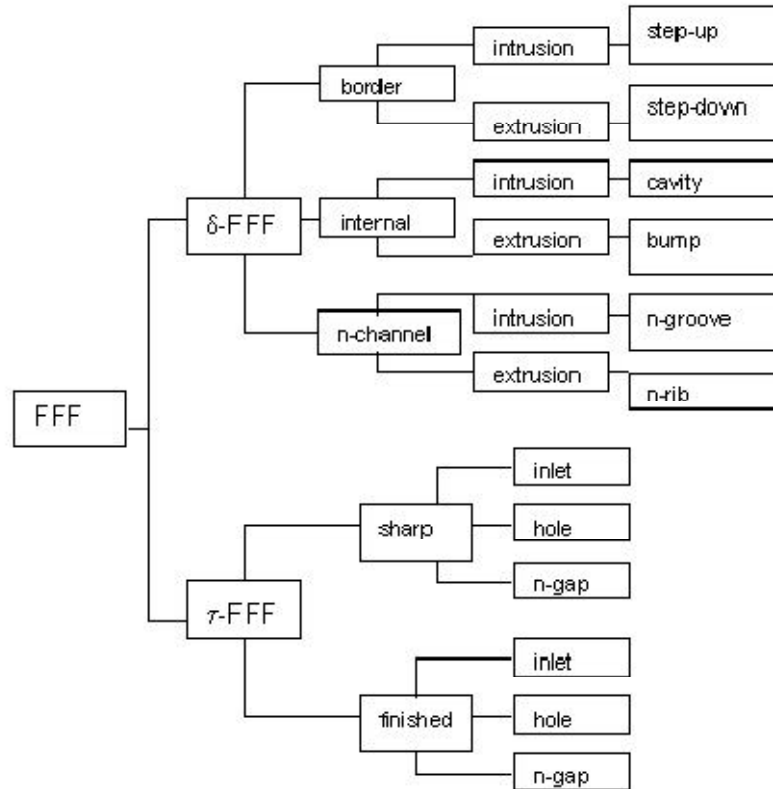 FFF
δ-FFF
border
intrusion
step-up
extrusion
step-down
internal
intrusion
cavity
extrusion
bump
n-channel
intrusion
n-groove
extrusion
n-rib
τ-FFF
sharp
inlet
hole
n-gap
finished
inlet
hole
n-gap